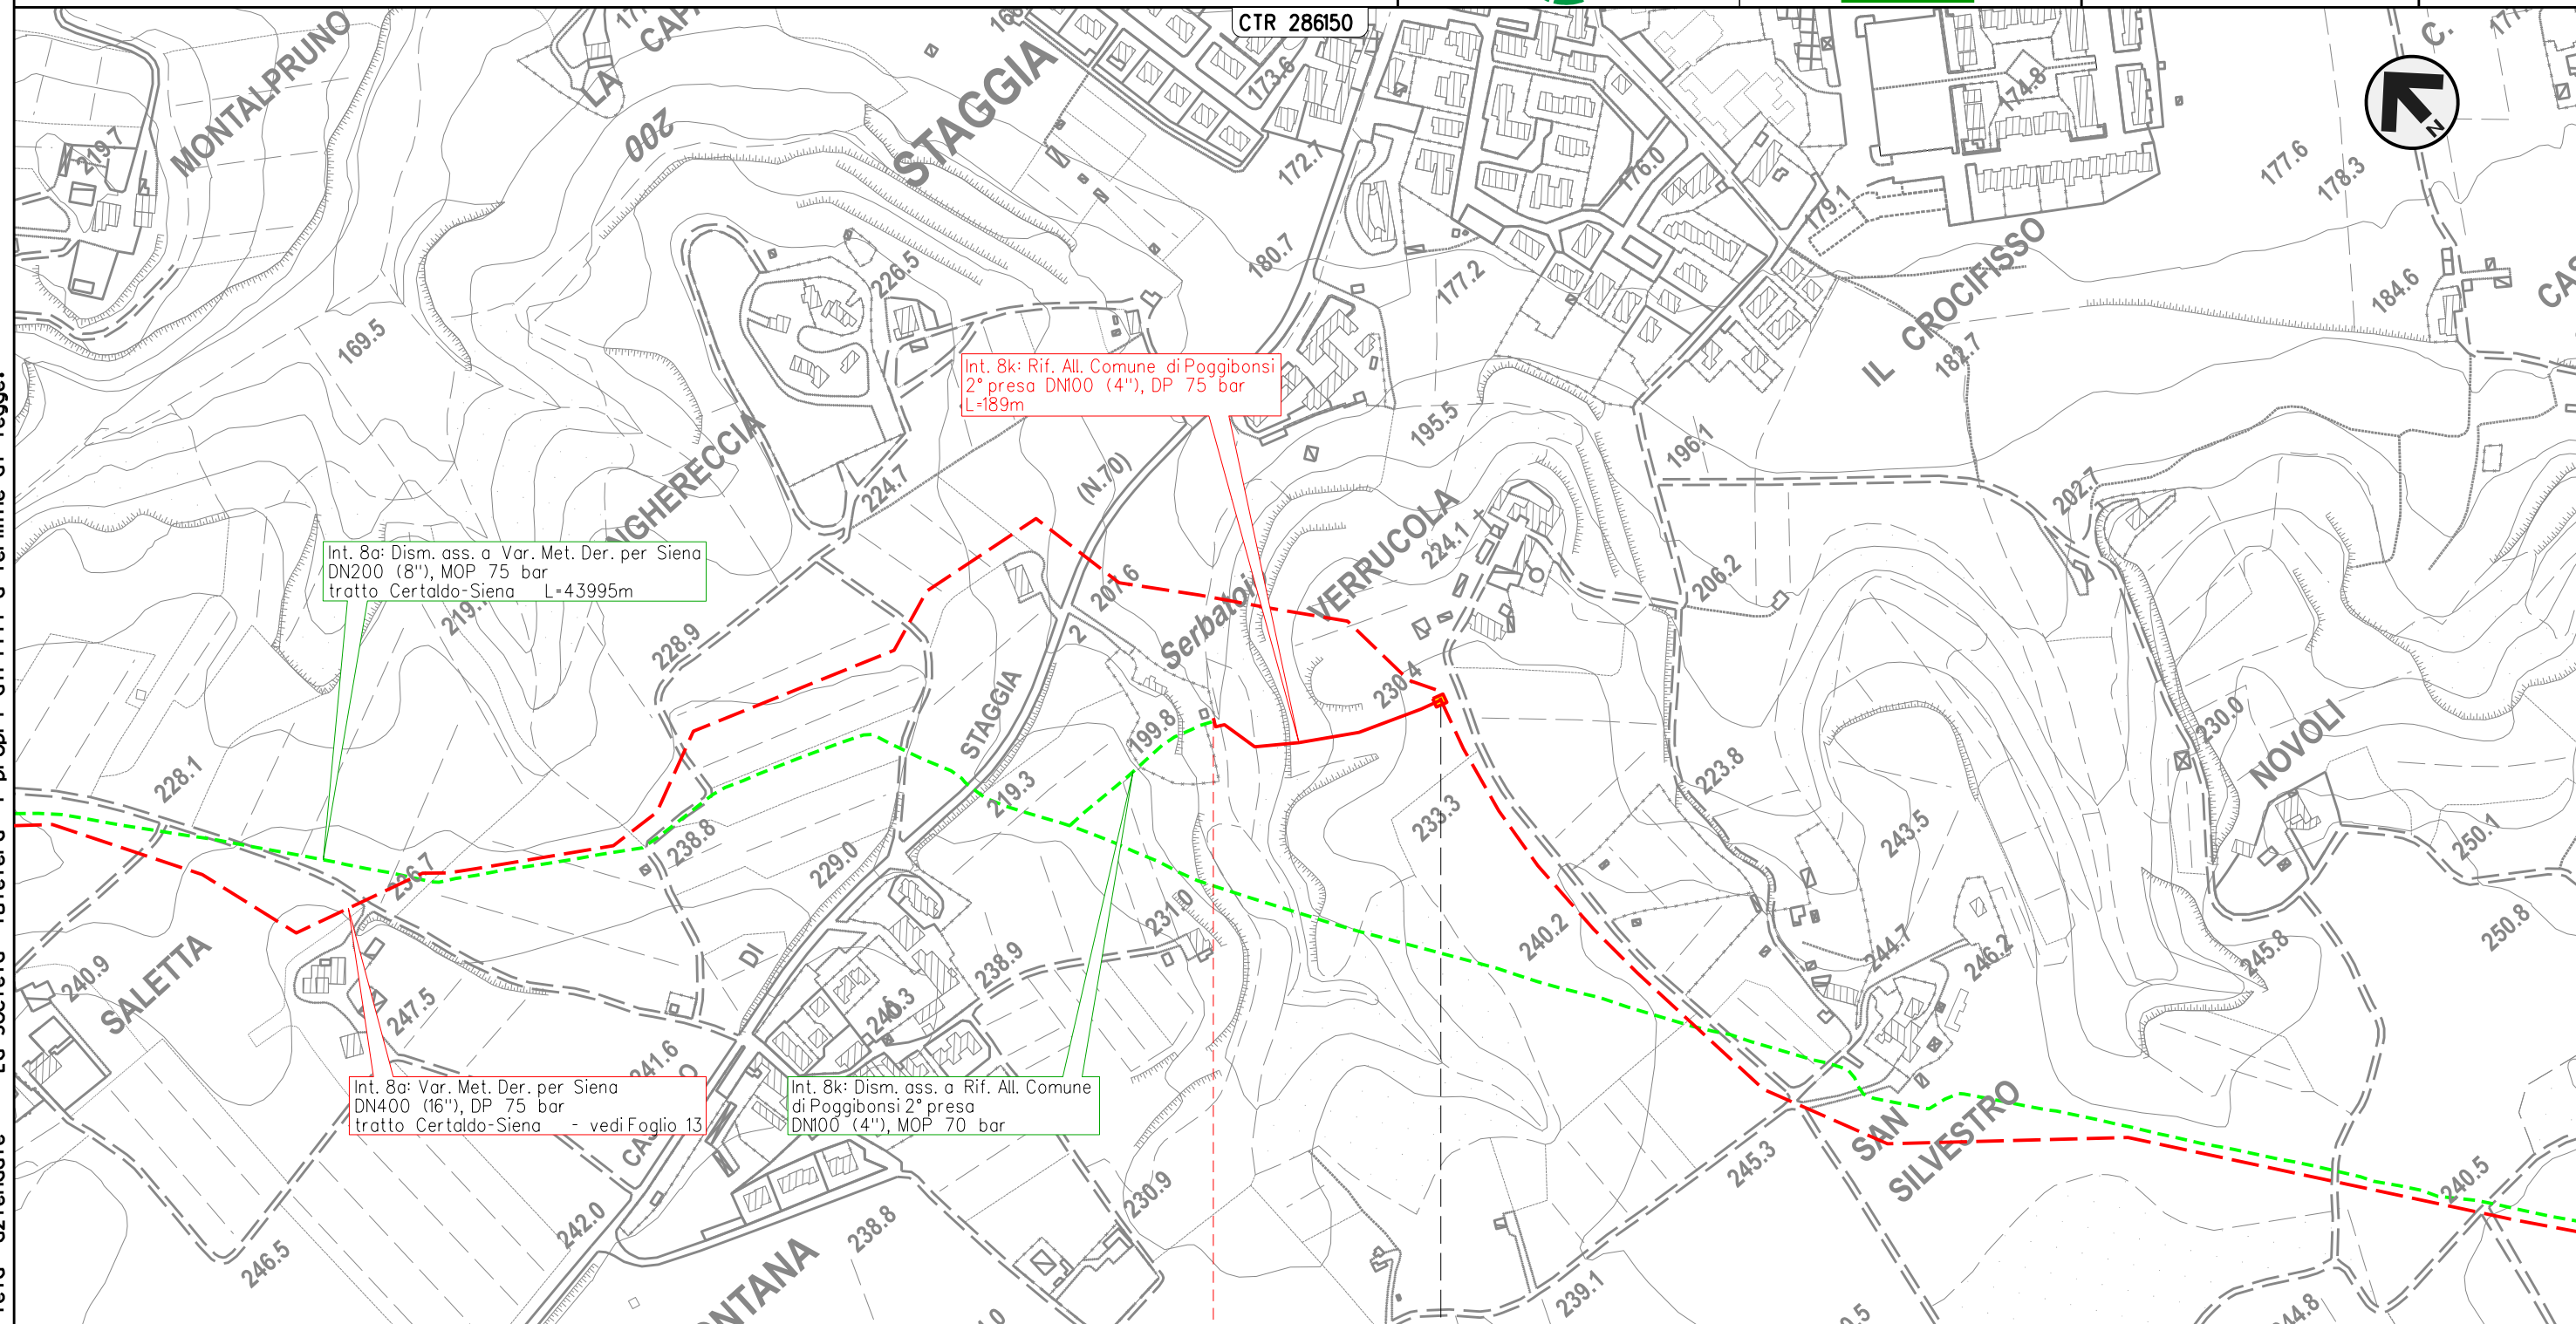 CTR 286150
MONTALPRUNO
219.7
LA
200
STAGGIA
173.6
172.7
176.0
174.8
179.1
177.6
178.3
C.
N
169.5
226.5
180.7
177.2
IL CROCIFISSO
182.7
184.6
Int. 8k: Rif. All. Comune di Poggibonsi
2° presa DN100 (4"), DP 75 bar
L=189m
224.7
(N.70)
195.5
196.1
202.7
VERRUCOLA
224.1
Int. 8a: Dism. ass. a Var. Met. Der. per Siena
DN200 (8"), MOP 75 bar
tratto Certaldo-Siena L=43995m
228.9
207.6
Serbatoi
206.2
2
STAGGIA
230.4
199.8
228.1
219.3
233.3
223.8
230.0
NOVOLI
236.7
238.8
229.0
231.0
240.2
243.5
250.1
250.8
SALETTA
240.9
247.5
DI
238.9
244.7
246.2
245.8
241.6
Int. 8a: Var. Met. Der. per Siena
DN400 (16"), DP 75 bar
tratto Certaldo-Siena - vedi Foglio 13
Int. 8k: Dism. ass. a Rif. All. Comune
di Poggibonsi 2° presa
DN100 (4"), MOP 70 bar
SAN
SILVESTRO
245.3
240.5
246.5
242.0
238.8
230.9
239.1